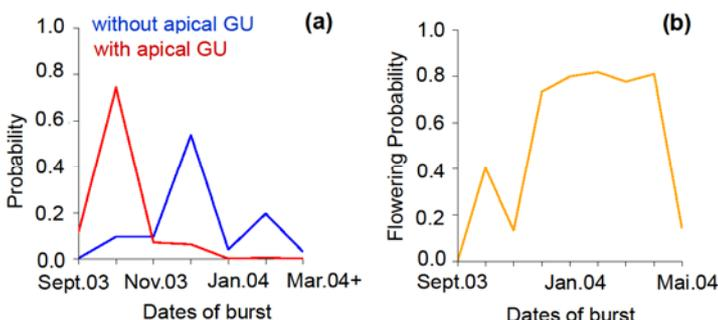 without apical GU
with apical GU
(a)
1.0
0.8
0.6
0.4
0.2
0.0
Probability
Sept.03 Nov.03 Jan.04 Mar.04+
Dates of burst
(b)
1.0
0.8
0.6
0.4
0.2
0.0
Flowering Probability
Sept.03 Jan.04 Mai.04
Dates of burst